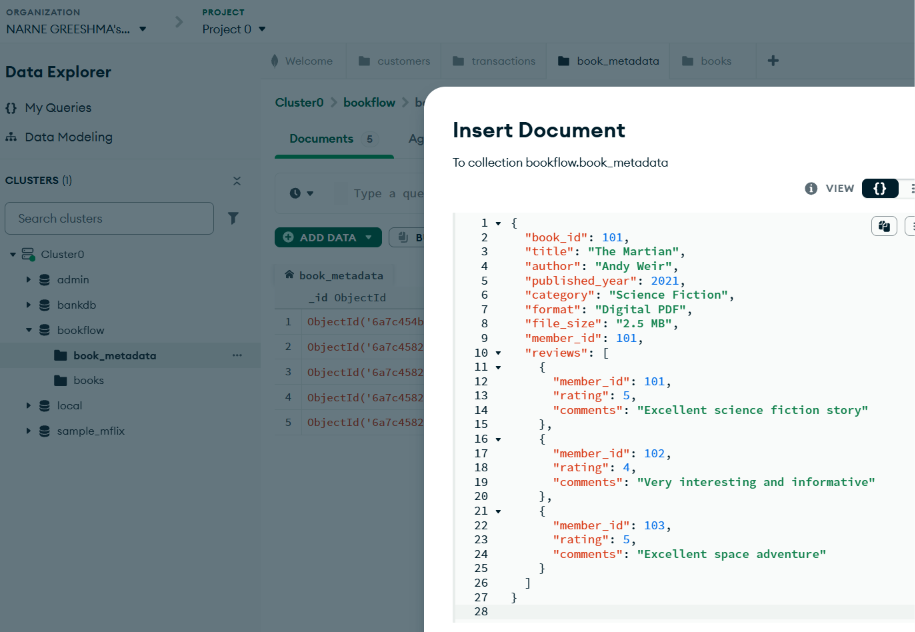 ORGANIZATION
NARNE GREESHMA's...
PROJECT
Project 0
Data Explorer
My Queries
Data Modeling
CLUSTERS (1)
Search clusters
Cluster0
admin
bankdb
bookflow
book_metadata
books
local
sample_mflix
Welcome
customers
transactions
book_metadata
books
Cluster0 > bookflow >
Documents 5
Type a que
ADD DATA
book_metadata
_id ObjectId
1 ObjectId('6a7c454b
2 ObjectId('6a7c4582
3 ObjectId('6a7c4582
4 ObjectId('6a7c4582
5 ObjectId('6a7c4582
Insert Document
To collection bookflow.book_metadata
VIEW {}
1 {
2 "book_id": 101,
3 "title": "The Martian",
4 "author": "Andy Weir",
5 "published_year": 2021,
6 "category": "Science Fiction",
7 "format": "Digital PDF",
8 "file_size": "2.5 MB",
9 "member_id": 101,
10 "reviews": [
11 {
12 "member_id": 101,
13 "rating": 5,
14 "comments": "Excellent science fiction story"
15 },
16 {
17 "member_id": 102,
18 "rating": 4,
19 "comments": "Very interesting and informative"
20 },
21 {
22 "member_id": 103,
23 "rating": 5,
24 "comments": "Excellent space adventure"
25 }
26 ]
27 }
28